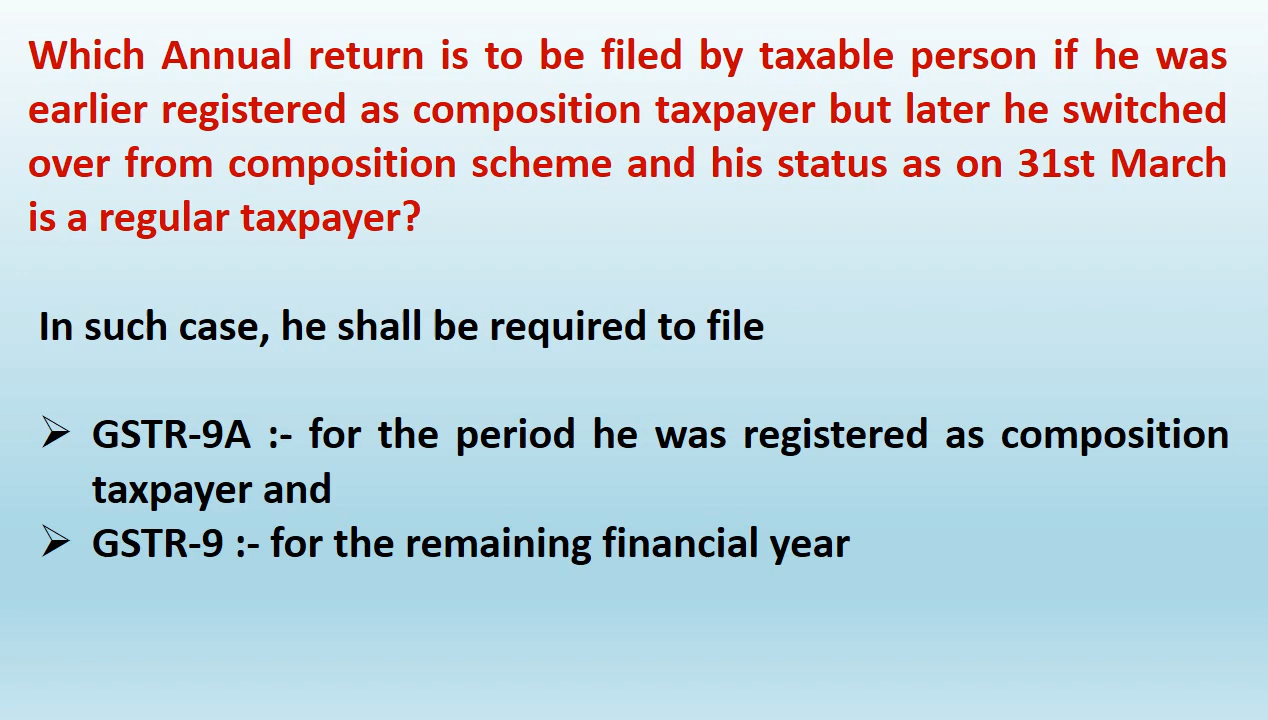 Which Annual return is to be filed by taxable person if he was
earlier registered as composition taxpayer but later he switched
over from composition scheme and his status as on 31st March
is a regular taxpayer?
In such case, he shall be required to file
➢ GSTR-9A :- for the period he was registered as composition
taxpayer and
➢ GSTR-9 :- for the remaining financial year